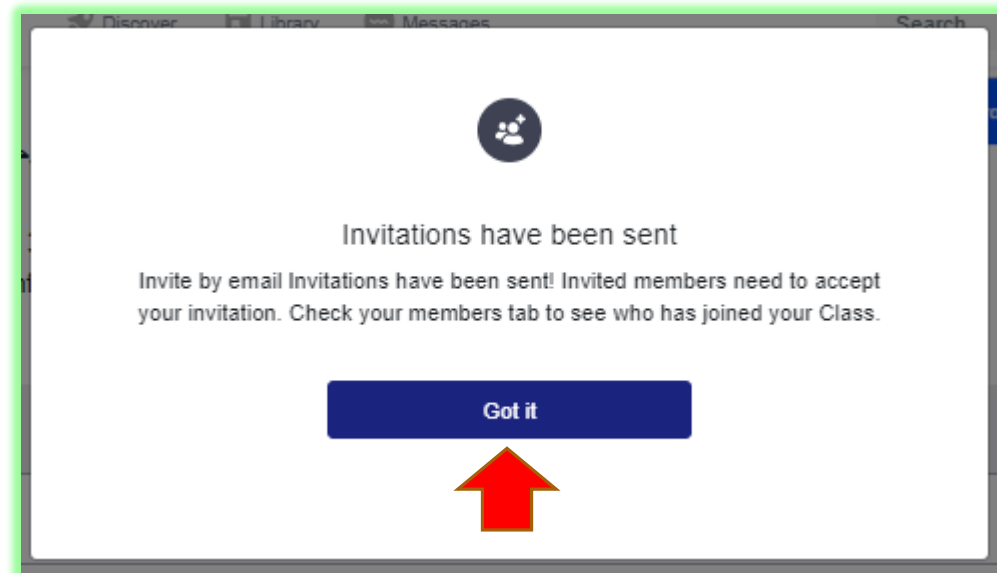 Discover Library Messages Search
Invitations have been sent
Invite by email Invitations have been sent! Invited members need to accept
your invitation. Check your members tab to see who has joined your Class.
Got it